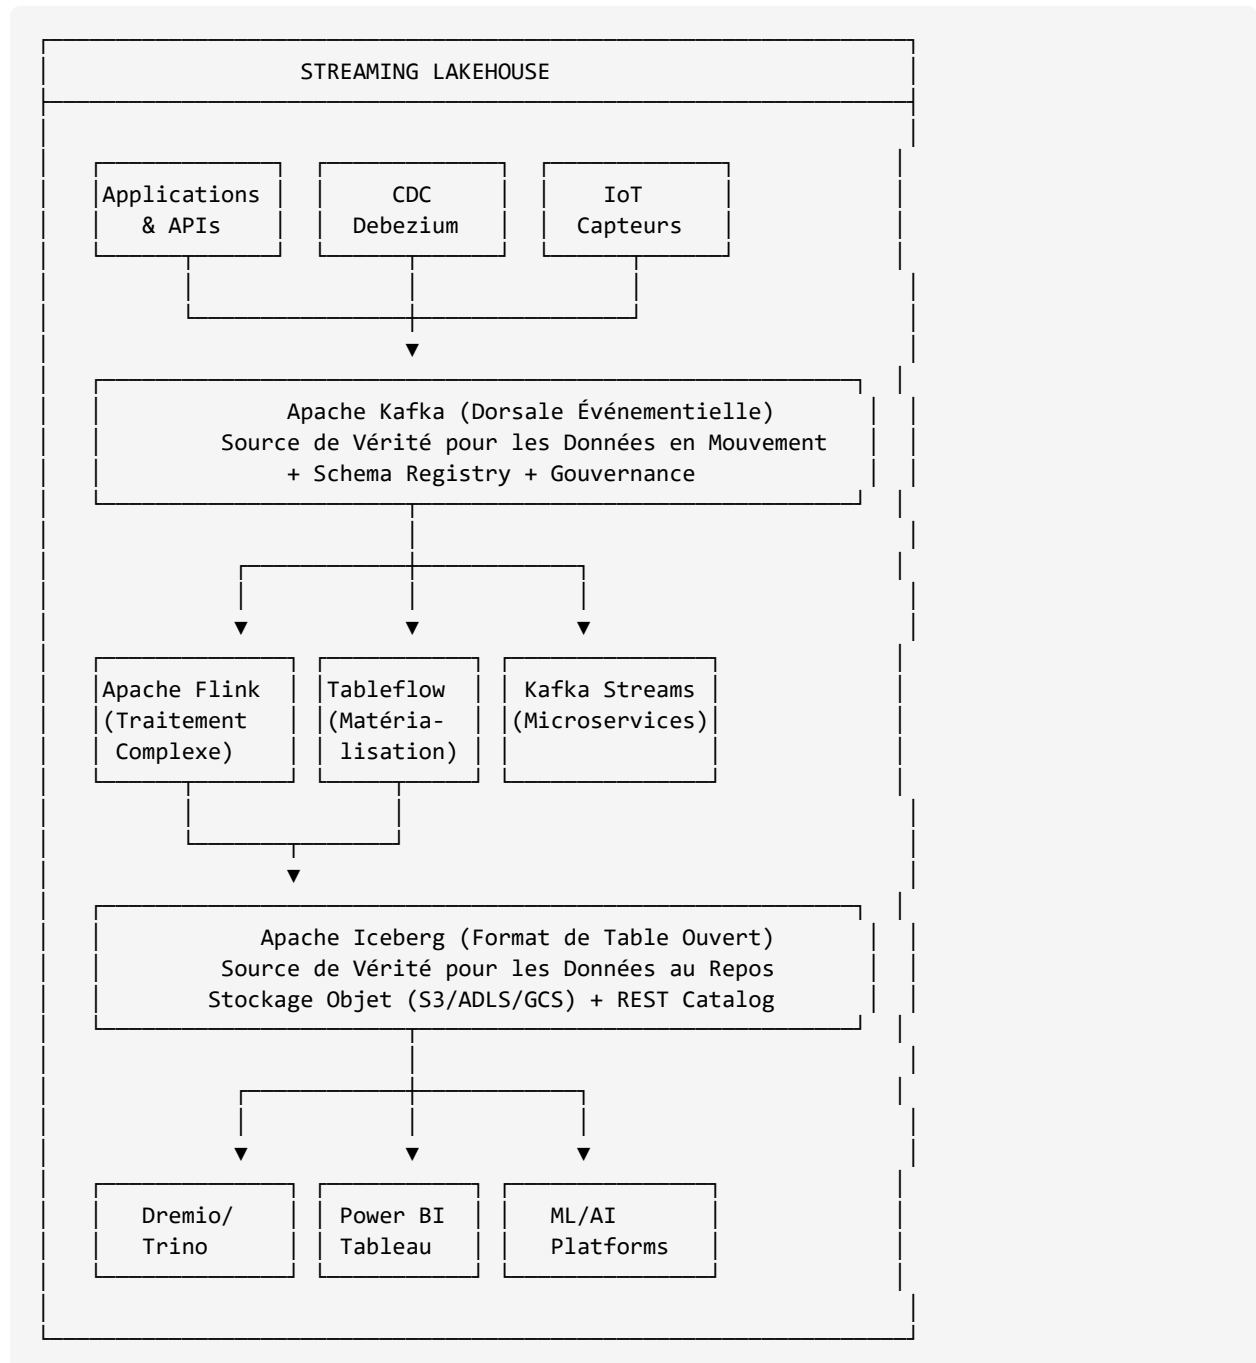 STREAMING LAKEHOUSE
Applications
& APIs
CDC
Debezium
IoT
Capteurs
Apache Kafka (Dorsale Événementielle)
Source de Vérité pour les Données en Mouvement
+ Schema Registry + Gouvernance
Apache Flink
(Traitement
Complexe)
Tableflow
(Matéria-
lisation)
Kafka Streams
(Microservices)
Apache Iceberg (Format de Table Ouvert)
Source de Vérité pour les Données au Repos
Stockage Objet (S3/ADLS/GCS) + REST Catalog
Dremio/
Trino
Power BI
Tableau
ML/AI
Platforms